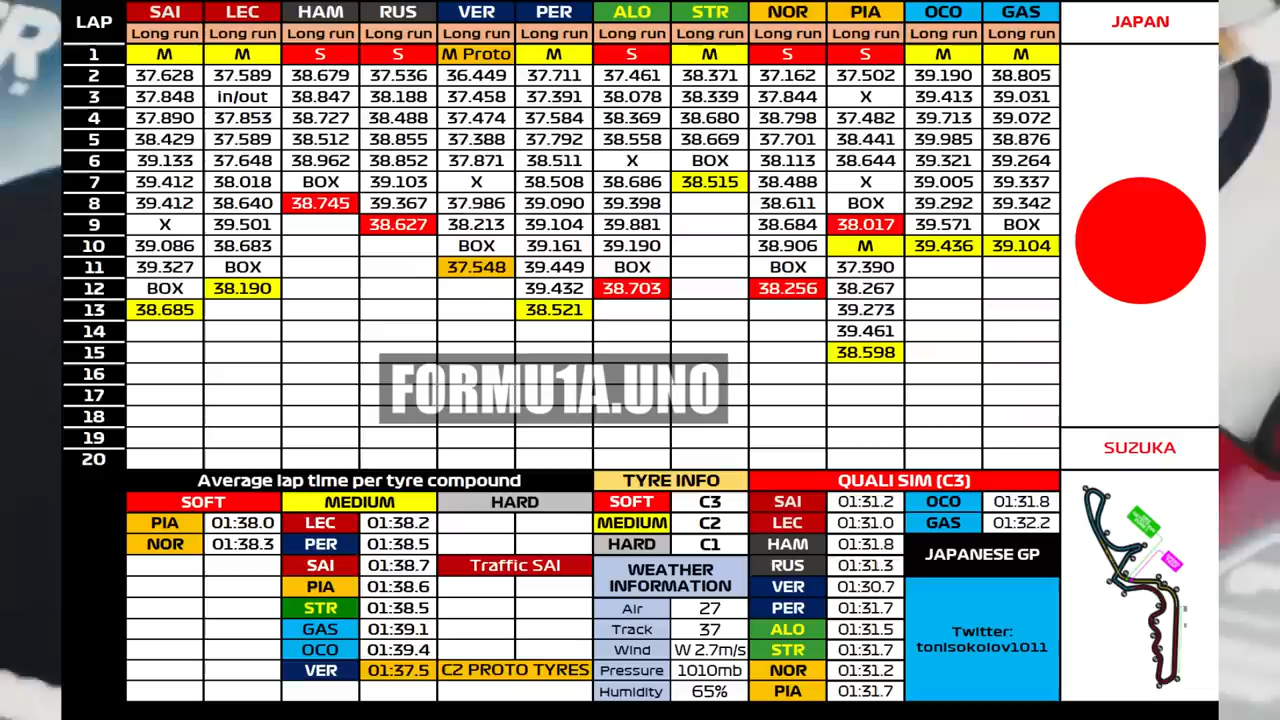 LAP SAI LEC HAM RUS VER PER ALO STR NOR PIA OCO GAS JAPAN
Long run Long run Long run Long run Long run Long run Long run Long run Long run Long run Long run Long run
1 M M S S M Proto M S M S S M M
2 37.628 37.589 38.679 37.536 36.449 37.711 37.461 38.371 37.162 37.502 39.190 38.805
3 37.848 in/out 38.847 38.188 37.458 37.391 38.078 38.339 37.844 X 39.413 39.031
4 37.890 37.853 38.727 38.488 37.474 37.584 38.369 38.680 38.798 37.482 39.713 39.072
5 38.429 37.589 38.512 38.855 37.388 37.792 38.558 38.669 37.701 38.441 39.985 38.876
6 39.133 37.648 38.962 38.852 37.871 38.511 X BOX 38.113 38.644 39.321 39.264
7 39.412 38.018 BOX 39.103 X 38.508 38.686 38.515 38.488 X 39.005 39.337
8 39.412 38.640 38.745 39.367 37.986 39.090 39.398 38.611 BOX 39.292 39.342
9 X 39.501 38.627 38.213 39.104 39.881 38.684 38.017 39.571 BOX
10 39.086 38.683 BOX 39.161 39.190 38.906 M 39.436 39.104
11 39.327 BOX 37.548 39.449 BOX BOX 37.390
12 BOX 38.190 39.432 38.703 38.256 38.267
13 38.685 38.521 39.273
14 39.461
15 38.598
16
17
18
19
20
FORMU1A.UNO
SUZUKA
Average lap time per tyre compound TYRE INFO QUALI SIM (C3)
SOFT MEDIUM HARD SOFT C3 SAI 01:31.2 OCO 01:31.8
PIA 01:38.0 LEC 01:38.2 MEDIUM C2 LEC 01:31.0 GAS 01:32.2
NOR 01:38.3 PER 01:38.5 HARD C1 HAM 01:31.8 JAPANESE GP
SAI 01:38.7 Traffic SAI WEATHER INFORMATION RUS 01:31.3
PIA 01:38.6 VER 01:30.7
STR 01:38.5 Air 27 PER 01:31.7
GAS 01:39.1 Track 37 ALO 01:31.5 Twitter:
OCO 01:39.4 Wind W 2.7m/s STR 01:31.7 tonisokolov1011
VER 01:37.5 C2 PROTO TYRES Pressure 1010mb NOR 01:31.2
Humidity 65% PIA 01:31.7